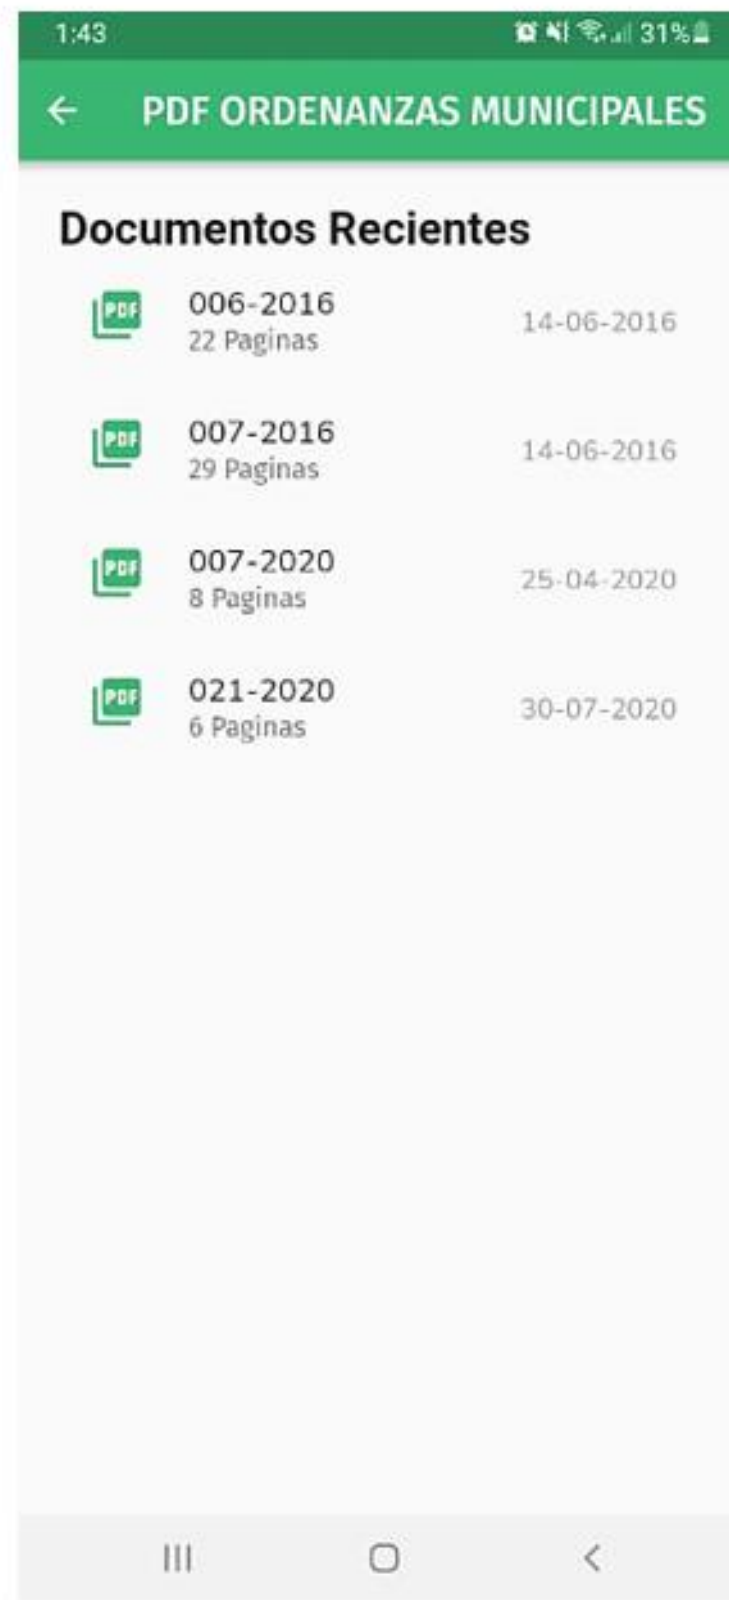 1:43 31%
PDF ORDENANZAS MUNICIPALES
Documentos Recientes
PDF 006-2016
22 Paginas
14-06-2016
PDF 007-2016
29 Paginas
14-06-2016
PDF 007-2020
8 Paginas
25-04-2020
PDF 021-2020
6 Paginas
30-07-2020